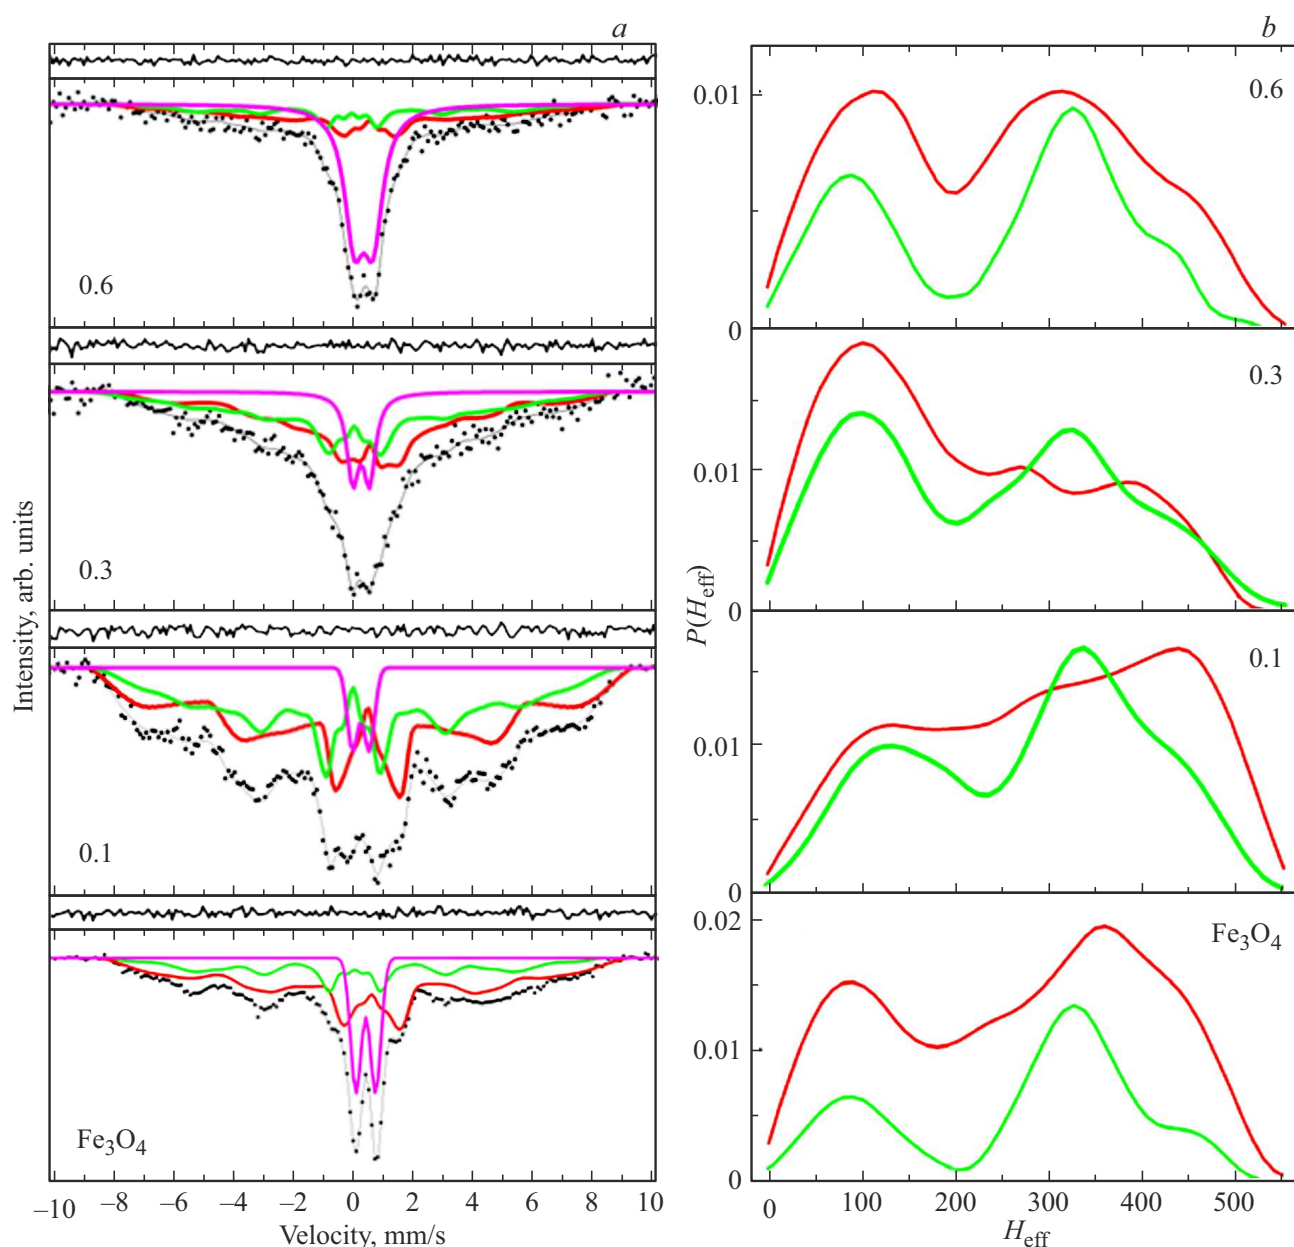 a
b
0.6
0.3
0.1
Fe3O4
Intensity, arb. units
–10 –8 –6 –4 –2 0 2 4 6 8 10
Velocity, mm/s
0.6
0.01
0
0.3
0.01
0
0.1
0.01
0
Fe3O4
0.02
0.01
0
P(Heff)
0 100 200 300 400 500
Heff